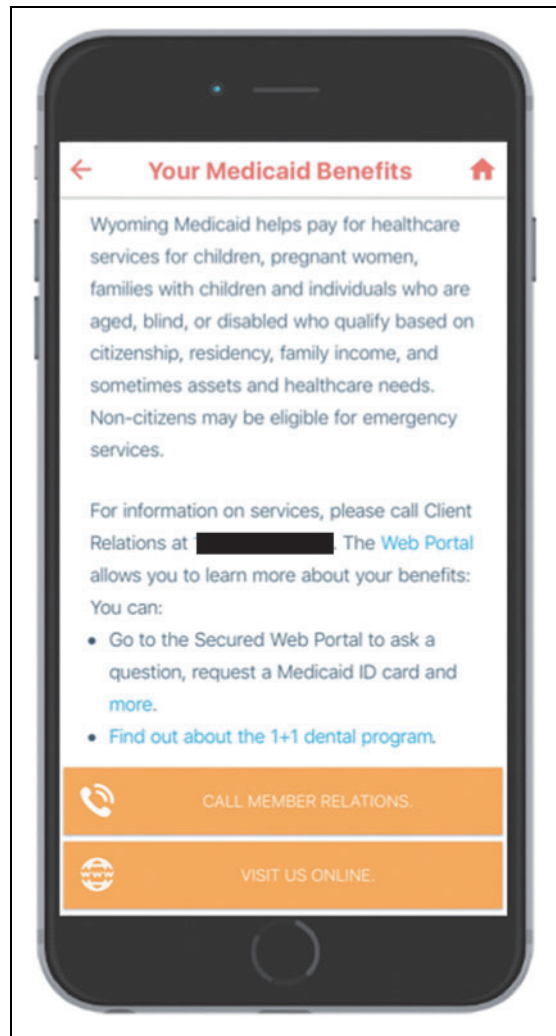 Your Medicaid Benefits
Wyoming Medicaid helps pay for healthcare
services for children, pregnant women,
families with children and individuals who are
aged, blind, or disabled who qualify based on
citizenship, residency, family income, and
sometimes assets and healthcare needs.
Non-citizens may be eligible for emergency
services.
For information on services, please call Client
Relations at . The Web Portal
allows you to learn more about your benefits:
You can:
• Go to the Secured Web Portal to ask a
question, request a Medicaid ID card and
more.
• Find out about the 1+1 dental program.
CALL MEMBER RELATIONS.
www
VISIT US ONLINE.